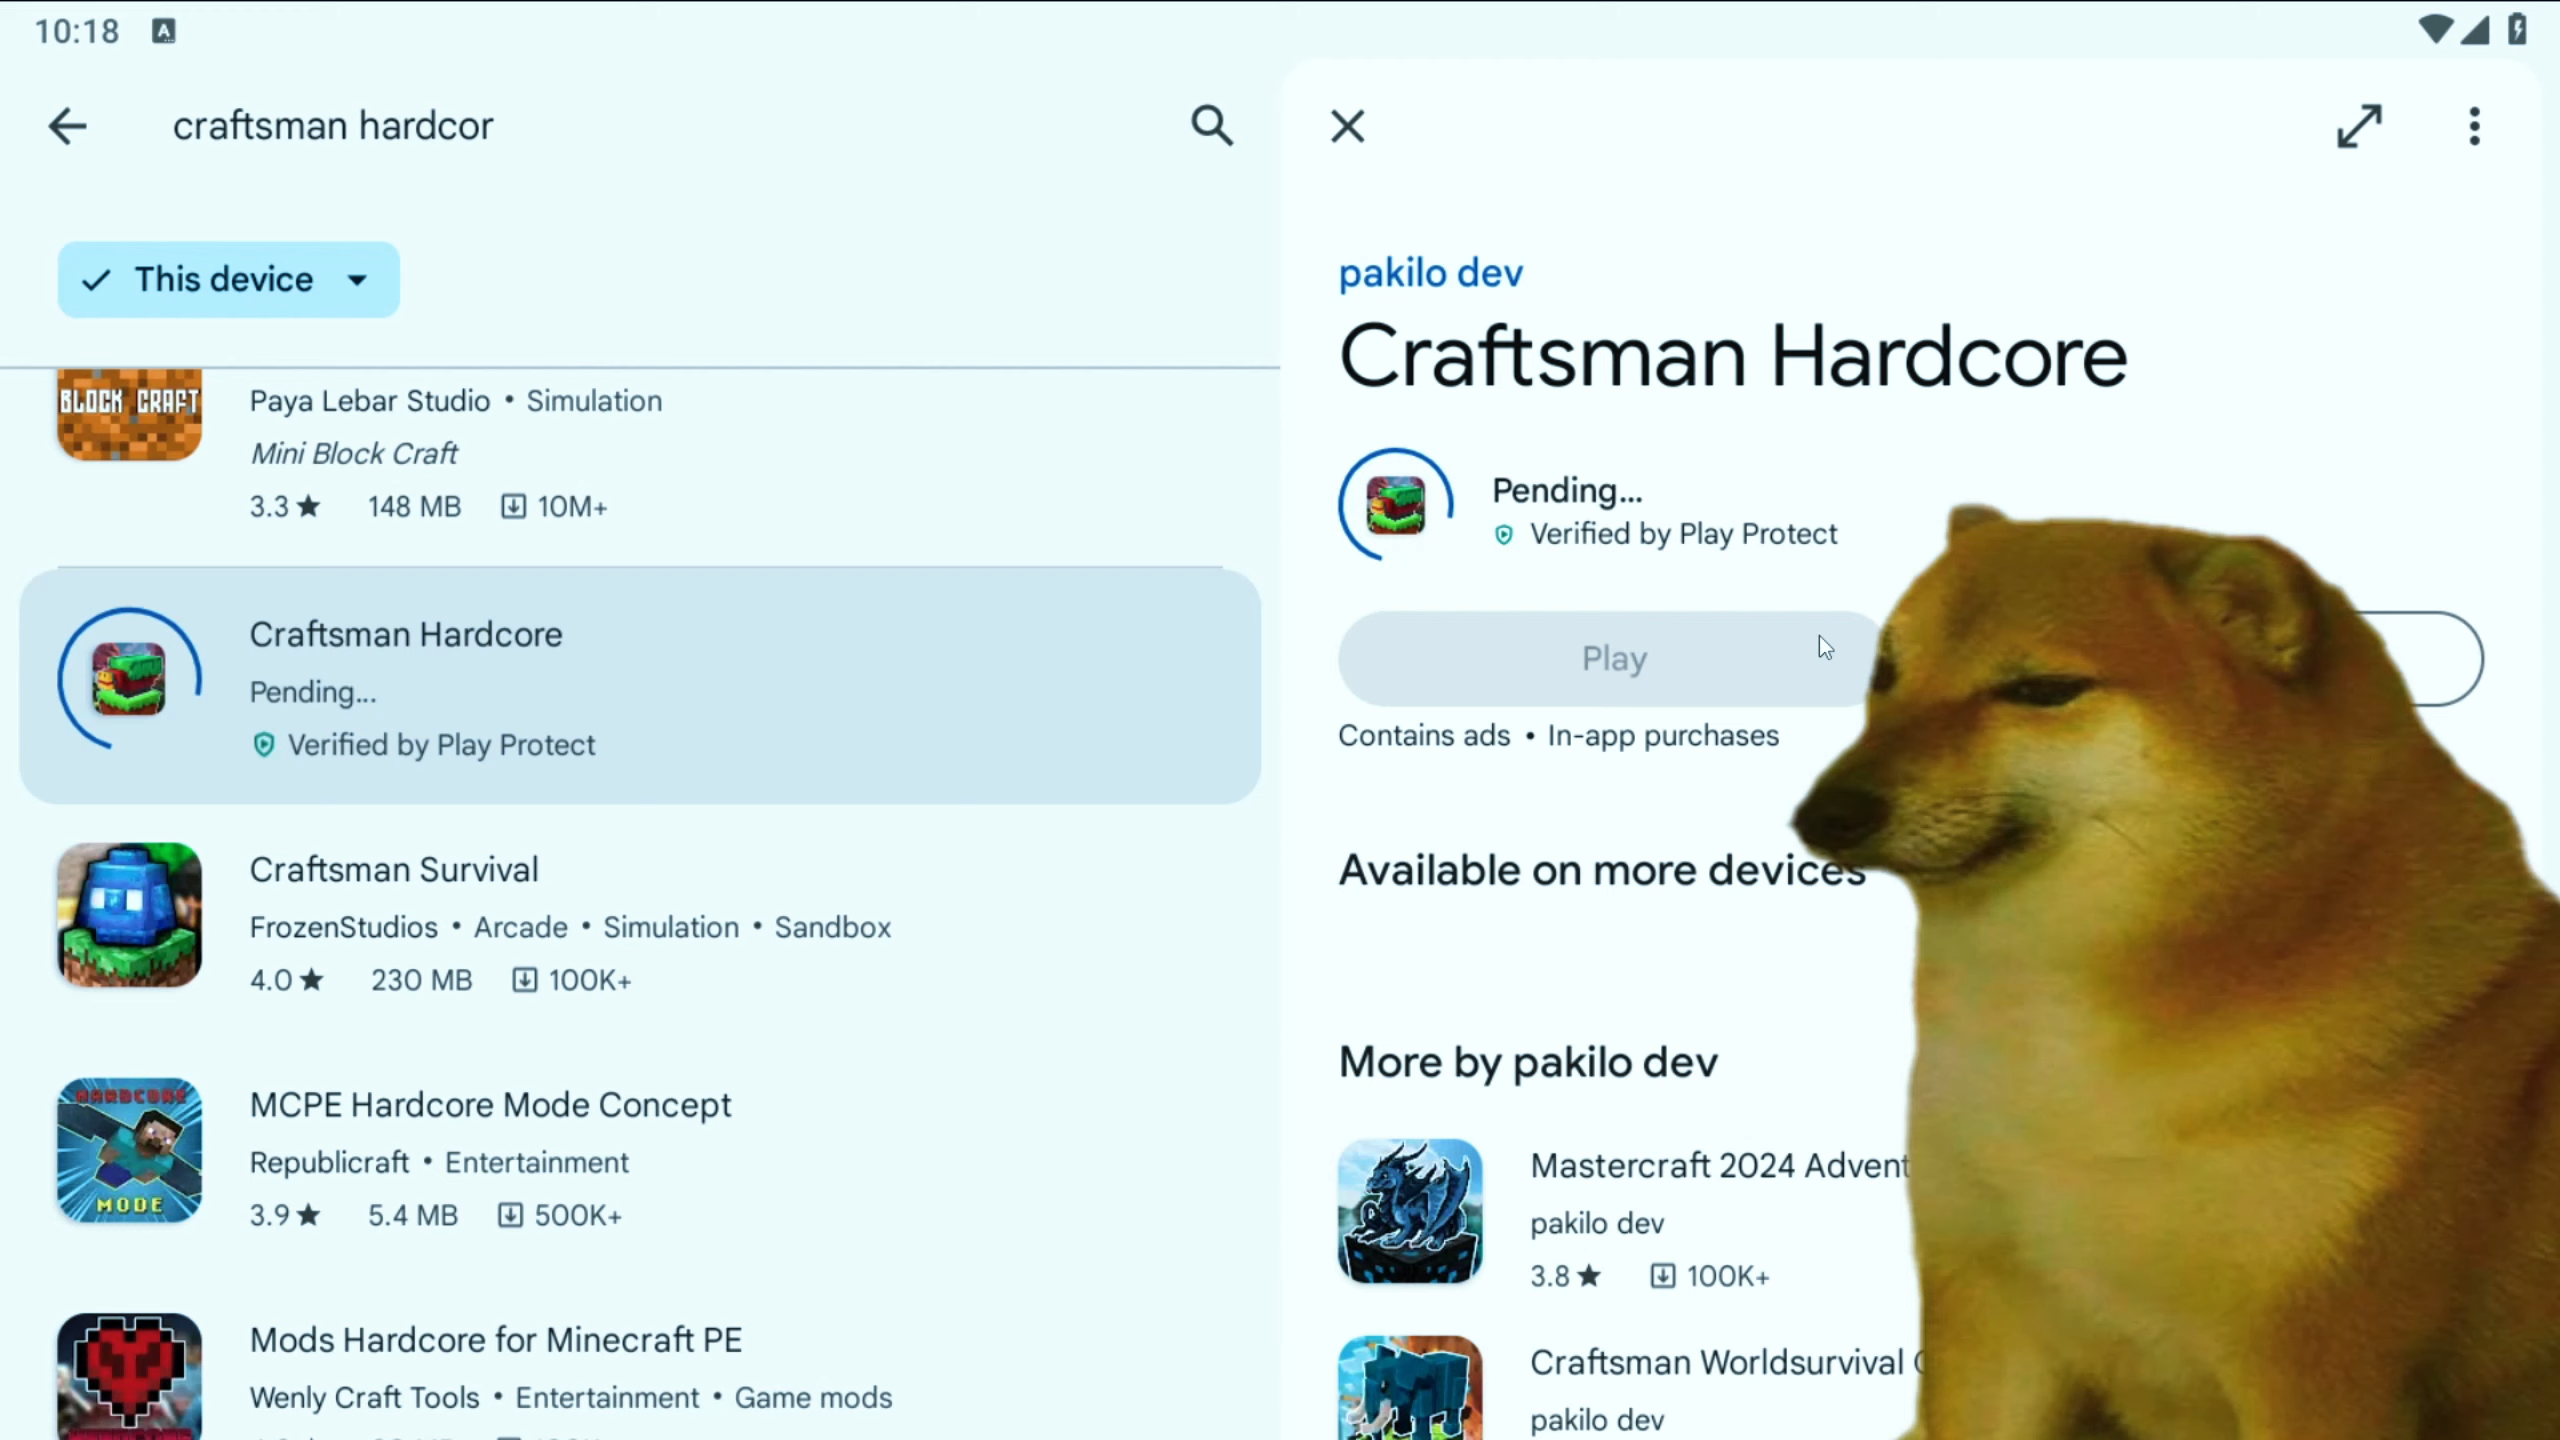 10:18
craftsman hardcor
This device
BLOCK CRAFT
Paya Lebar Studio • Simulation
Mini Block Craft
3.3★ 148 MB 10M+
Craftsman Hardcore
Pending...
Verified by Play Protect
Craftsman Survival
FrozenStudios • Arcade • Simulation • Sandbox
4.0★ 230 MB 100K+
HARDCORE
MODE
MCPE Hardcore Mode Concept
Republicraft • Entertainment
3.9★ 5.4 MB 500K+
Mods Hardcore for Minecraft PE
Wenly Craft Tools • Entertainment • Game mods
pakilo dev
Craftsman Hardcore
Pending...
Verified by Play Protect
Play
Contains ads • In-app purchases
Available on more devices
More by pakilo dev
Mastercraft 2024 Advent
pakilo dev
3.8★ 100K+
Craftsman Worldsurvival
pakilo dev